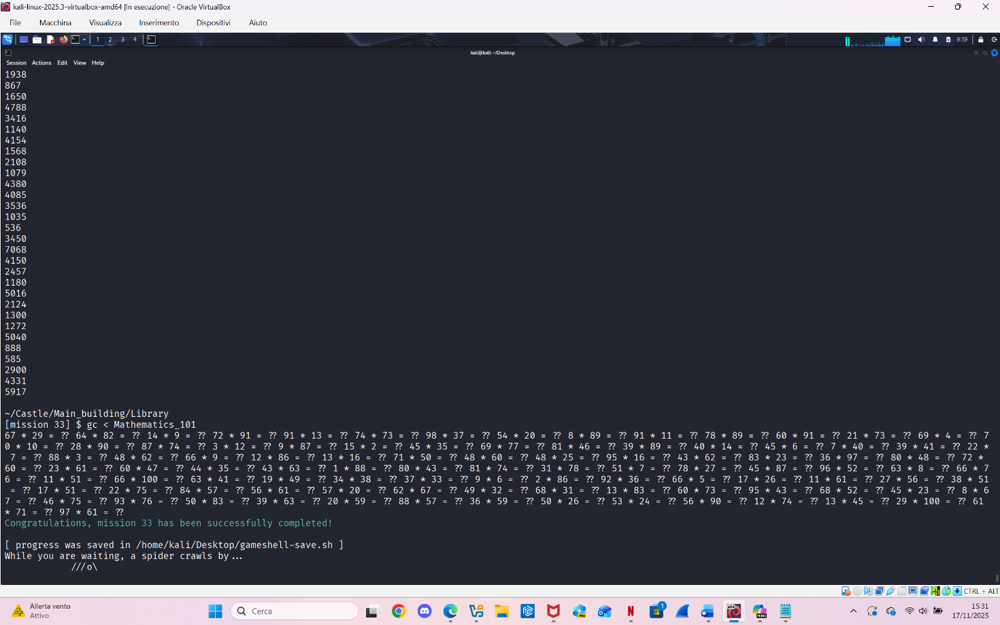 kali-linux-2025.3-virtualbox-amd64 [In esecuzione] - Oracle VirtualBox
File Macchina Visualizza Inserimento Dispositivi Aiuto
1 2 3 4 9:19
kali@kali: ~/Desktop
Session Actions Edit View Help
1938
867
1650
4788
3416
1140
4154
1568
2108
1079
4380
4085
3536
1035
536
3450
7068
4150
2457
1180
5016
2124
1300
1272
5040
888
585
2900
4331
5917
~/Castle/Main_building/Library
[mission 33] $ gc < Mathematics_101
67 * 29 = ?? 64 * 82 = ?? 14 * 9 = ?? 72 * 91 = ?? 91 * 13 = ?? 74 * 73 = ?? 98 * 37 = ?? 54 * 20 = ?? 8 * 89 = ?? 91 * 11 = ?? 78 * 89 = ?? 60 * 91 = ?? 21 * 73 = ?? 69 * 4 = ?? 7
0 * 10 = ?? 28 * 90 = ?? 87 * 74 = ?? 3 * 12 = ?? 9 * 87 = ?? 15 * 2 = ?? 45 * 35 = ?? 69 * 77 = ?? 81 * 46 = ?? 39 * 89 = ?? 40 * 14 = ?? 45 * 6 = ?? 7 * 40 = ?? 39 * 41 = ?? 22 *
7 = ?? 88 * 3 = ?? 48 * 62 = ?? 66 * 9 = ?? 12 * 86 = ?? 13 * 16 = ?? 71 * 50 = ?? 48 * 60 = ?? 48 * 25 = ?? 95 * 16 = ?? 43 * 62 = ?? 83 * 23 = ?? 36 * 97 = ?? 80 * 48 = ?? 72 *
60 = ?? 23 * 61 = ?? 60 * 47 = ?? 44 * 35 = ?? 43 * 63 = ?? 1 * 88 = ?? 80 * 43 = ?? 81 * 74 = ?? 31 * 78 = ?? 51 * 7 = ?? 78 * 27 = ?? 45 * 87 = ?? 96 * 52 = ?? 63 * 8 = ?? 66 * 7
6 = ?? 11 * 51 = ?? 66 * 100 = ?? 63 * 41 = ?? 19 * 49 = ?? 34 * 38 = ?? 37 * 33 = ?? 9 * 6 = ?? 2 * 86 = ?? 92 * 36 = ?? 66 * 5 = ?? 17 * 26 = ?? 11 * 61 = ?? 27 * 56 = ?? 38 * 51
= ?? 17 * 51 = ?? 22 * 75 = ?? 84 * 57 = ?? 56 * 61 = ?? 57 * 20 = ?? 62 * 67 = ?? 49 * 32 = ?? 68 * 31 = ?? 13 * 83 = ?? 60 * 73 = ?? 95 * 43 = ?? 68 * 52 = ?? 45 * 23 = ?? 8 * 6
7 = ?? 46 * 75 = ?? 93 * 76 = ?? 50 * 83 = ?? 39 * 63 = ?? 20 * 59 = ?? 88 * 57 = ?? 36 * 59 = ?? 50 * 26 = ?? 53 * 24 = ?? 56 * 90 = ?? 12 * 74 = ?? 13 * 45 = ?? 29 * 100 = ?? 61
* 71 = ?? 97 * 61 = ??
Congratulations, mission 33 has been successfully completed!
[ progress was saved in /home/kali/Desktop/gameshell-save.sh ]
While you are waiting, a spider crawls by...
///o\
CTRL + ALT
Allerta vento
Attivo
Cerca
1
15:31
17/11/2025